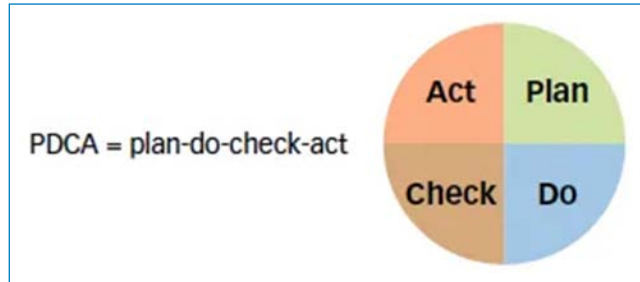 PDCA = plan-do-check-act
Act
Plan
Check
Do